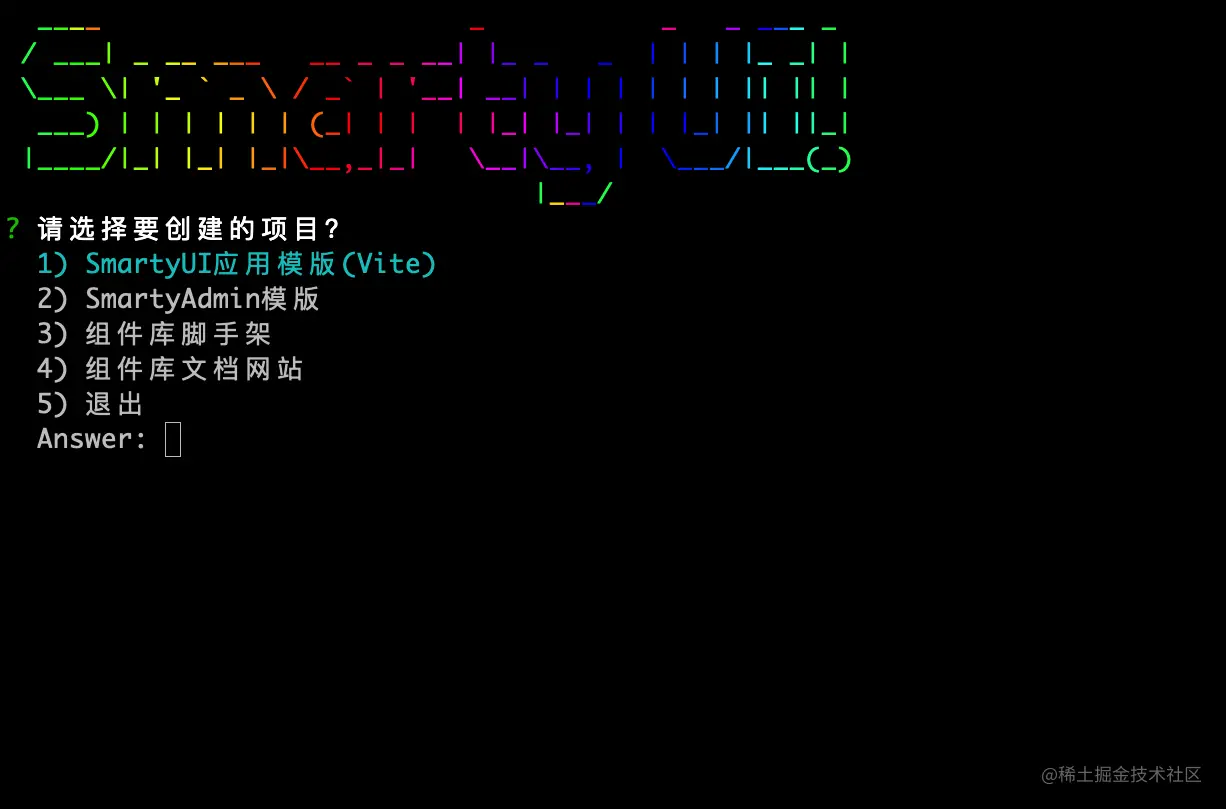 SmartyUI!
? 请选择要创建的项目?
1) SmartyUI应用模版(Vite)
2) SmartyAdmin模版
3) 组件库脚手架
4) 组件库文档网站
5) 退出
Answer:
@稀土掘金技术社区